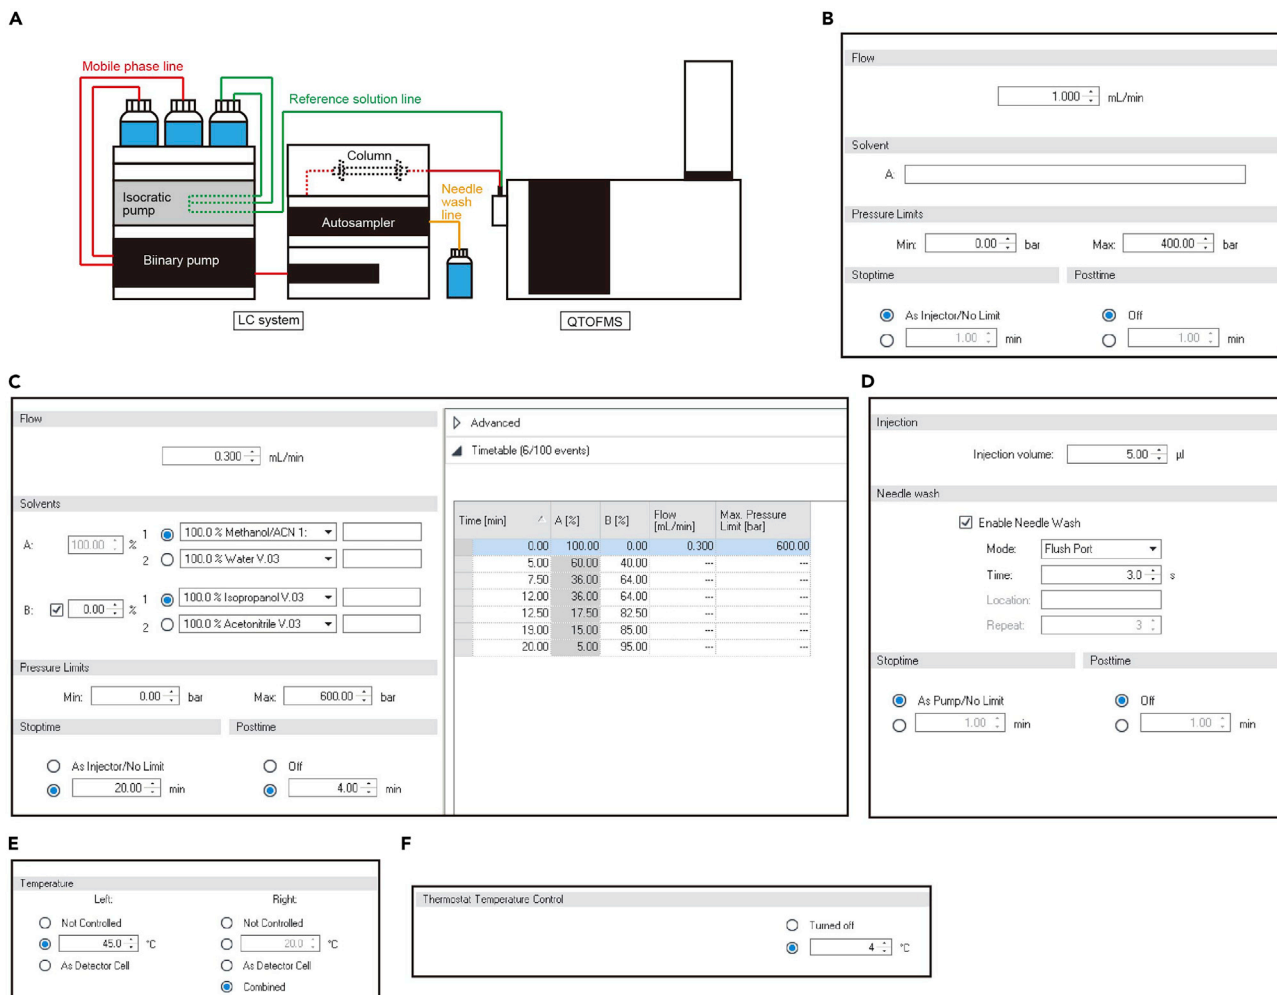 A
Mobile phase line
Reference solution line
Column
Needle
wash
line
Isocratic
pump
Autosampler
Biinary pump
LC system
QTOFMS
B
Flow
1.000 mL/min
Solvent
A:
Pressure Limits
Min: 0.00 bar Max: 400.00 bar
Stoptime Posttime
As Injector/No Limit Off
1.00 min 1.00 min
C
Flow
0.300 mL/min
Solvents
A: 100.00 % 1 100.0 % Methanol/ACN 1:
2 100.0 % Water V.03
B: 0.00 % 1 100.0 % Isopropanol V.03
2 100.0 % Acetonitrile V.03
Pressure Limits
Min: 0.00 bar Max: 600.00 bar
Stoptime Posttime
As Injector/No Limit Off
20.00 min 4.00 min
Advanced
Timetable (6/100 events)
Time [min] A [%] B [%] Flow [mL/min] Max. Pressure Limit [bar]
0.00 100.00 0.00 0.300 600.00
5.00 60.00 40.00 --- ---
7.50 36.00 64.00 --- ---
12.00 36.00 64.00 --- ---
12.50 17.50 82.50 --- ---
19.00 15.00 85.00 --- ---
20.00 5.00 95.00 --- ---
D
Injection
Injection volume: 5.00 µl
Needle wash
Enable Needle Wash
Mode: Flush Port
Time: 3.0 s
Location:
Repeat: 3
Stoptime Posttime
As Pump/No Limit Off
1.00 min 1.00 min
E
Temperature
Left: Right:
Not Controlled Not Controlled
45.0 °C 20.0 °C
As Detector Cell As Detector Cell
Combined
F
Thermostat Temperature Control
Turned off
4 °C